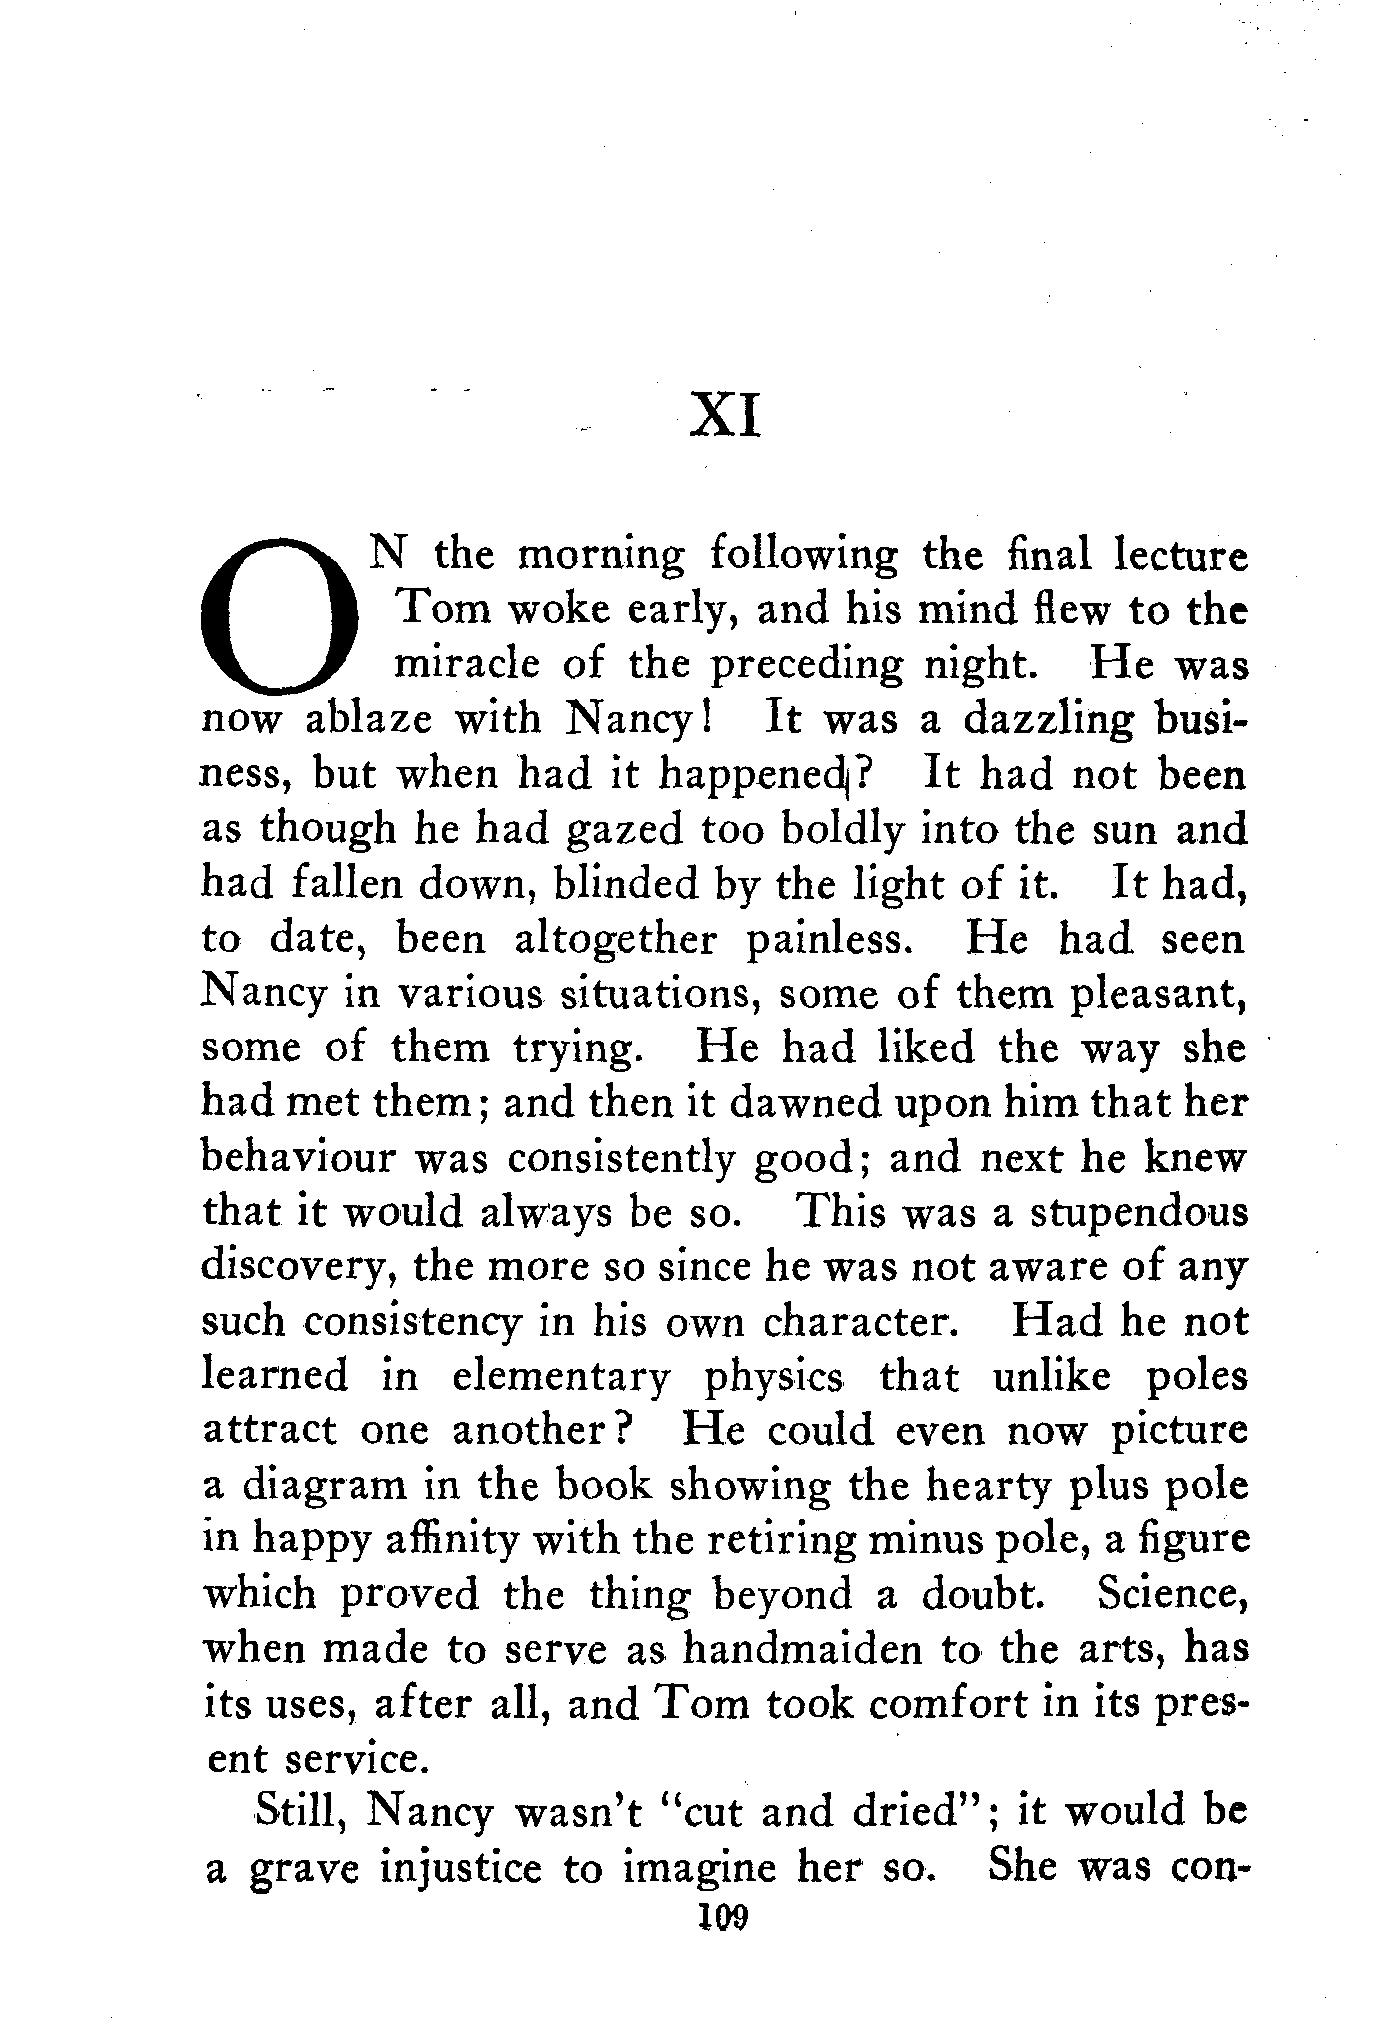 XI
ON the morning following the final lecture
Tom woke early, and his mind flew to the
miracle of the preceding night. He was
now ablaze with Nancy! It was a dazzling busi-
ness, but when had it happened? It had not been
as though he had gazed too boldly into the sun and
had fallen down, blinded by the light of it. It had,
to date, been altogether painless. He had seen
Nancy in various situations, some of them pleasant,
some of them trying. He had liked the way she
had met them; and then it dawned upon him that her
behaviour was consistently good; and next he knew
that it would always be so. This was a stupendous
discovery, the more so since he was not aware of any
such consistency in his own character. Had he not
learned in elementary physics that unlike poles
attract one another? He could even now picture
a diagram in the book showing the hearty plus pole
in happy affinity with the retiring minus pole, a figure
which proved the thing beyond a doubt. Science,
when made to serve as handmaiden to the arts, has
its uses, after all, and Tom took comfort in its pres-
ent service.
Still, Nancy wasn't "cut and dried"; it would be
a grave injustice to imagine her so. She was con-
109